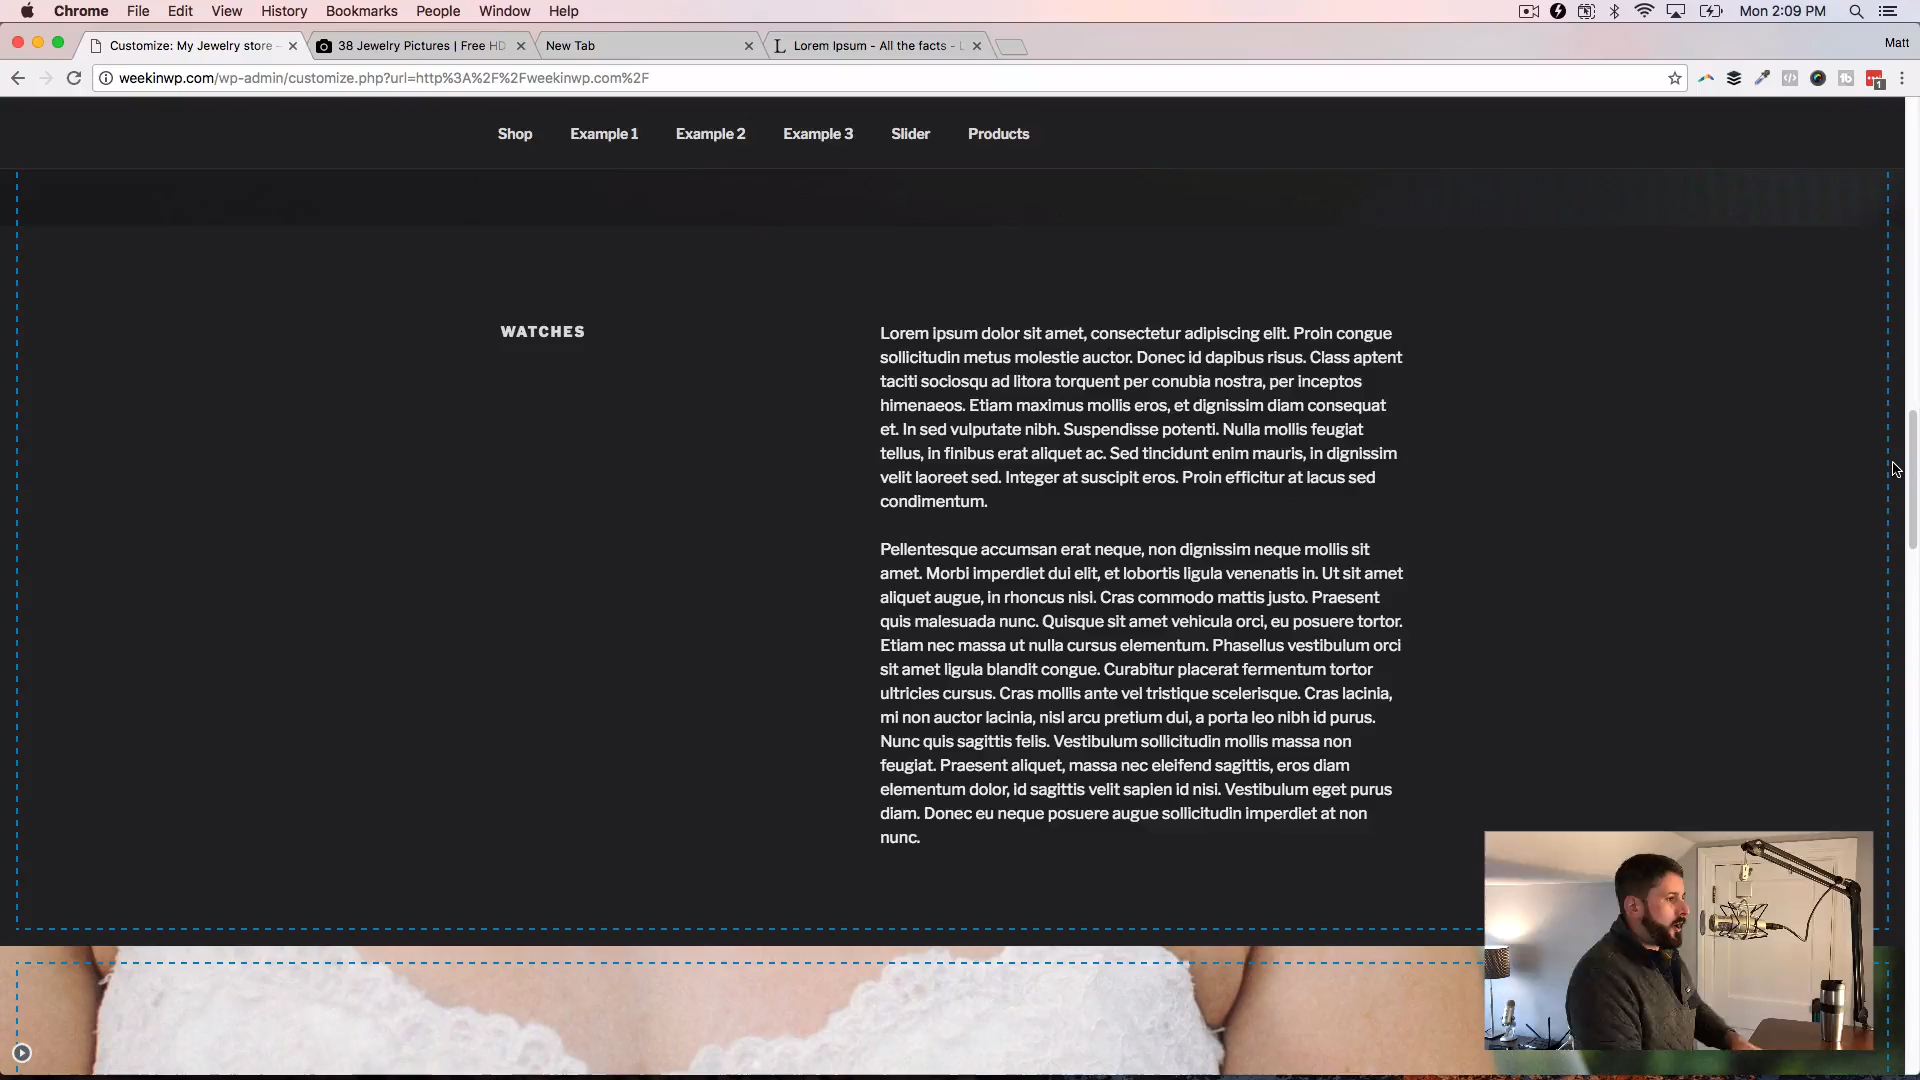 Chrome File Edit View History Bookmarks People Window Help
Mon 2:09 PM
Customize: My Jewelry store –
38 Jewelry Pictures | Free HD
New Tab
Lorem Ipsum - All the facts - L
Matt
weekinwp.com/wp-admin/customize.php?url=http%3A%2F%2Fweekinwp.com%2F
1
Shop Example 1 Example 2 Example 3 Slider Products
WATCHES
Lorem ipsum dolor sit amet, consectetur adipiscing elit. Proin congue
sollicitudin metus molestie auctor. Donec id dapibus risus. Class aptent
taciti sociosqu ad litora torquent per conubia nostra, per inceptos
himenaeos. Etiam maximus mollis eros, et dignissim diam consequat
et. In sed vulputate nibh. Suspendisse potenti. Nulla mollis feugiat
tellus, in finibus erat aliquet ac. Sed tincidunt enim mauris, in dignissim
velit laoreet sed. Integer at suscipit eros. Proin efficitur at lacus sed
condimentum.
Pellentesque accumsan erat neque, non dignissim neque mollis sit
amet. Morbi imperdiet dui elit, et lobortis ligula venenatis in. Ut sit amet
aliquet augue, in rhoncus nisi. Cras commodo mattis justo. Praesent
quis malesuada nunc. Quisque sit amet vehicula orci, eu posuere tortor.
Etiam nec massa ut nulla cursus elementum. Phasellus vestibulum orci
sit amet ligula blandit congue. Curabitur placerat fermentum tortor
ultricies cursus. Cras mollis ante vel tristique scelerisque. Cras lacinia,
mi non auctor lacinia, nisl arcu pretium dui, a porta leo nibh id purus.
Nunc quis sagittis felis. Vestibulum sollicitudin mollis massa non
feugiat. Praesent aliquet, massa nec eleifend sagittis, eros diam
elementum dolor, id sagittis velit sapien id nisi. Vestibulum eget purus
diam. Donec eu neque posuere augue sollicitudin imperdiet at non
nunc.